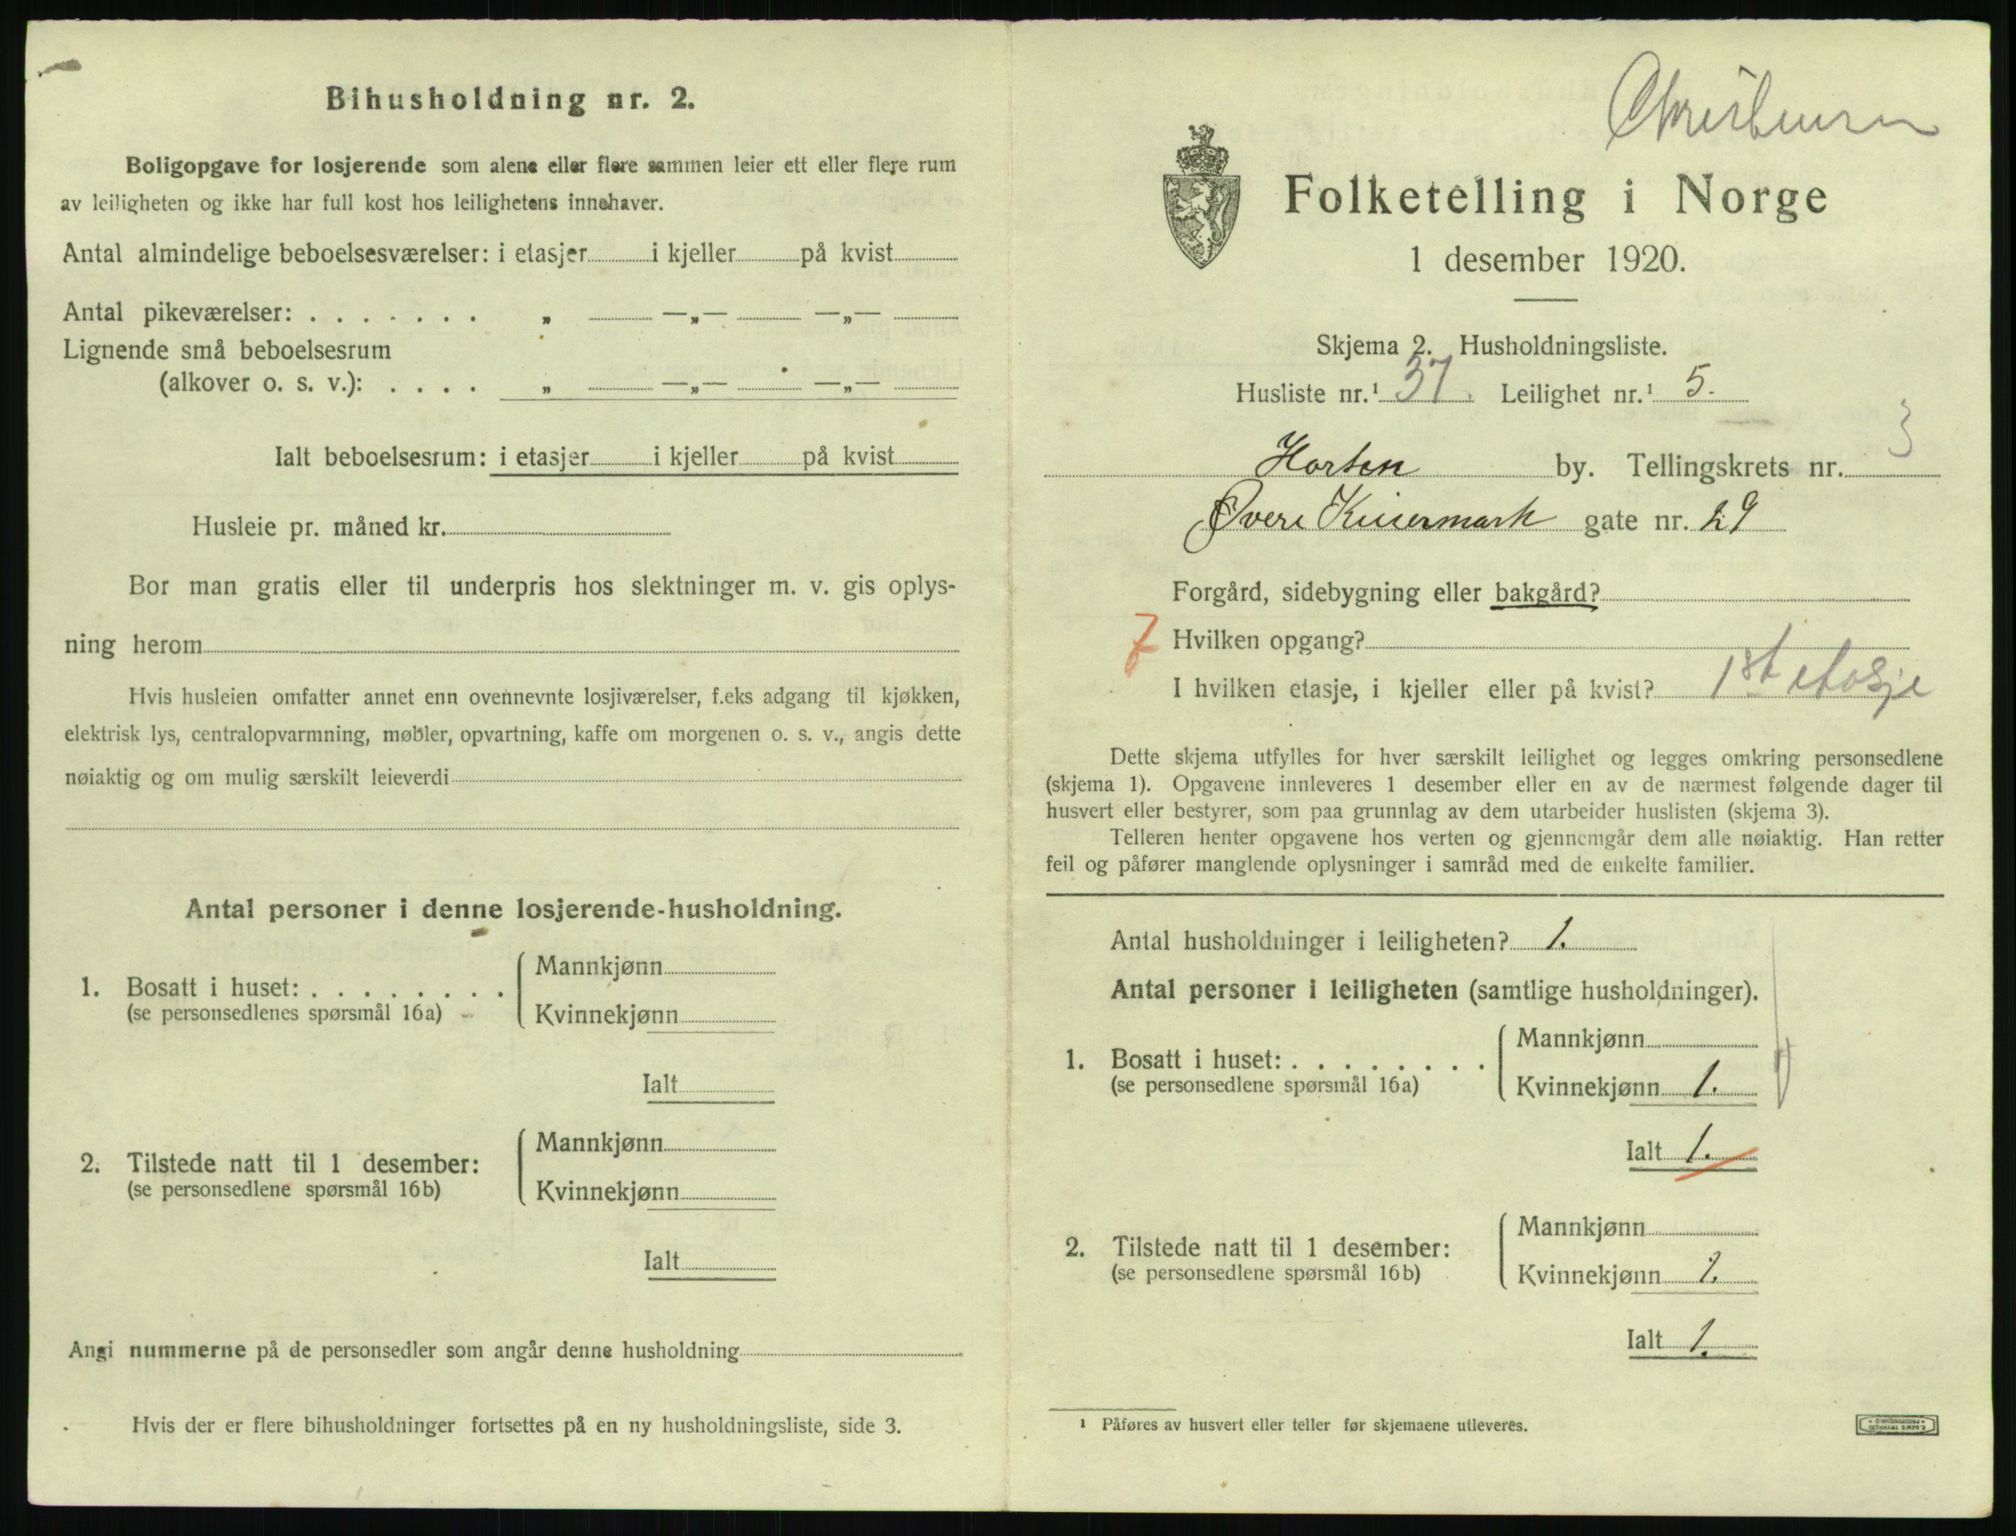 Bihusholdning nr. 2.
Boligopgave for losjerende som alene eller flere sammen leier ett eller flere rum
av leiligheten og ikke har full kost hos leilighetens innehaver.
Antal almindelige beboelsesværelser: i etasjer i kjeller på kvist
Antal pikeværelser: . . . . . . . „ —„— —„—
Lignende små beboelsesrum
(alkover o. s. v.): . . . . „ —„— —„—
Ialt beboelsesrum: i etasjer i kjeller på kvist
Husleie pr. måned kr.
Bor man gratis eller til underpris hos slektninger m. v. gis oplys-
ning herom
Hvis husleien omfatter annet enn ovennevnte losjiværelser, f.eks adgang til kjøkken,
elektrisk lys, centralopvarmning, møbler, opvartning, kaffe om morgenen o. s. v., angis dette
nøiaktig og om mulig særskilt leieverdi
Antal personer i denne losjerende-husholdning.
1. Bosatt i huset: . . . . . . . . Mannkjønn
(se personsedlenes spørsmål 16a) Kvinnekjønn
Ialt
2. Tilstede natt til 1 desember: Mannkjønn
(se personsedlene spørsmål 16b) Kvinnekjønn
Ialt
Angi nummerne på de personsedler som angår denne husholdning
Hvis der er flere bihusholdninger fortsettes på en ny husholdningsliste, side 3.
Christensen
Folketelling i Norge
1 desember 1920.
Skjema 2. Husholdningsliste.
Husliste nr.¹ 37. Leilighet nr.¹ 5.
Horten by. Tellingskrets nr. 3
Øvere Keisermark gate nr. 29
Forgård, sidebygning eller bakgård?
7 Hvilken opgang?
I hvilken etasje, i kjeller eller på kvist? 1st etasje
Dette skjema utfylles for hver særskilt leilighet og legges omkring personsedlene
(skjema 1). Opgavene innleveres 1 desember eller en av de nærmest følgende dager til
husvert eller bestyrer, som paa grunnlag av dem utarbeider huslisten (skjema 3).
Telleren henter opgavene hos verten og gjennemgår dem alle nøiaktig. Han retter
feil og påfører manglende oplysninger i samråd med de enkelte familier.
Antal husholdninger i leiligheten? 1.
Antal personer i leiligheten (samtlige husholdninger).
1. Bosatt i huset: . . . . . . . . Mannkjønn
(se personsedlene spørsmål 16a) Kvinnekjønn 1.
Ialt 1.
2. Tilstede natt til 1 desember: Mannkjønn
(se personsedlene spørsmål 16b) Kvinnekjønn 1.
Ialt 1.
¹ Påføres av husvert eller teller før skjemaene utleveres.